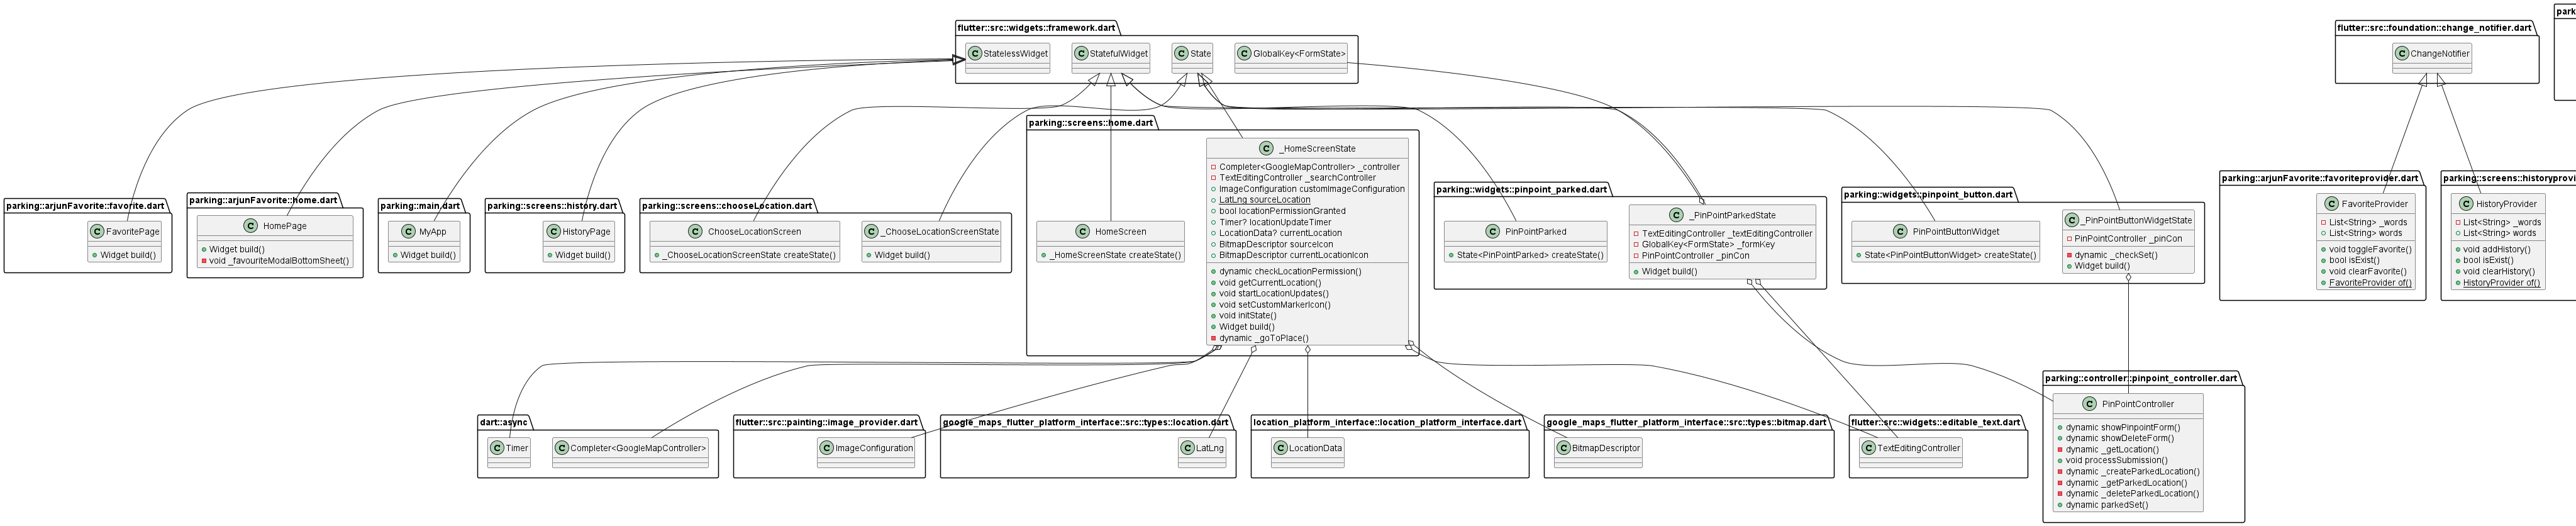 flutter::src::widgets::framework.dart
StatelessWidget
StatefulWidget
State
GlobalKey<FormState>
flutter::src::foundation::change_notifier.dart
ChangeNotifier
parking::screens::home.dart
_HomeScreenState
Completer<GoogleMapController> _controller
TextEditingController _searchController
ImageConfiguration customImageConfiguration
LatLng sourceLocation
bool locationPermissionGranted
Timer? locationUpdateTimer
LocationData? currentLocation
BitmapDescriptor sourceIcon
BitmapDescriptor currentLocationIcon
dynamic checkLocationPermission()
void getCurrentLocation()
void startLocationUpdates()
void setCustomMarkerIcon()
void initState()
Widget build()
dynamic _goToPlace()
HomeScreen
_HomeScreenState createState()
parking::arjunFavorite::favorite.dart
FavoritePage
Widget build()
parking::arjunFavorite::home.dart
HomePage
Widget build()
void _favouriteModalBottomSheet()
parking::main.dart
MyApp
Widget build()
parking::screens::history.dart
HistoryPage
Widget build()
parking::screens::chooseLocation.dart
ChooseLocationScreen
_ChooseLocationScreenState createState()
_ChooseLocationScreenState
Widget build()
parking::widgets::pinpoint_parked.dart
PinPointParked
State<PinPointParked> createState()
_PinPointParkedState
TextEditingController _textEditingController
GlobalKey<FormState> _formKey
PinPointController _pinCon
Widget build()
parking::widgets::pinpoint_button.dart
PinPointButtonWidget
State<PinPointButtonWidget> createState()
_PinPointButtonWidgetState
PinPointController _pinCon
dynamic _checkSet()
Widget build()
parking::arjunFavorite::favoriteprovider.dart
FavoriteProvider
List<String> _words
List<String> words
void toggleFavorite()
bool isExist()
void clearFavorite()
FavoriteProvider of()
parking::screens::historyprovi
HistoryProvider
List<String> _words
List<String> words
void addHistory()
bool isExist()
void clearHistory()
HistoryProvider of()
park
dart::async
Timer
Completer<GoogleMapController>
flutter::src::painting::image_provider.dart
ImageConfiguration
google_maps_flutter_platform_interface::src::types::location.dart
LatLng
location_platform_interface::location_platform_interface.dart
LocationData
google_maps_flutter_platform_interface::src::types::bitmap.dart
BitmapDescriptor
flutter::src::widgets::editable_text.dart
TextEditingController
parking::controller::pinpoint_controller.dart
PinPointController
dynamic showPinpointForm()
dynamic showDeleteForm()
dynamic _getLocation()
void processSubmission()
dynamic _createParkedLocation()
dynamic _getParkedLocation()
dynamic _deleteParkedLocation()
dynamic parkedSet()